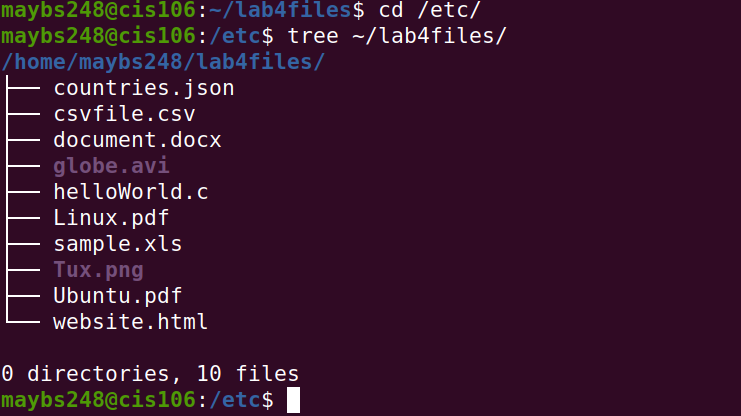 maybs248@cis106:~/lab4files$ cd /etc/
maybs248@cis106:/etc$ tree ~/lab4files/
/home/maybs248/lab4files/
├── countries.json
├── csvfile.csv
├── document.docx
├── globe.avi
├── helloWorld.c
├── Linux.pdf
├── sample.xls
├── Tux.png
├── Ubuntu.pdf
└── website.html
0 directories, 10 files
maybs248@cis106:/etc$